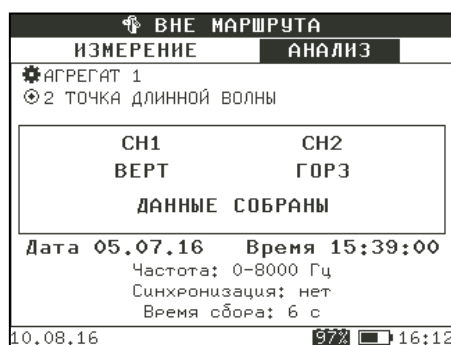 ВНЕ МАРШРУТА
ИЗМЕРЕНИЕ АНАЛИЗ
АГРЕГАТ 1
2 ТОЧКА ДЛИННОЙ ВОЛНЫ
CH1 CH2
ВЕРТ ГОРЗ
ДАННЫЕ СОБРАНЫ
Дата 05.07.16 Время 15:39:00
Частота: 0-8000 Гц
Синхронизация: нет
Время сбора: 6 с
10.08.16 97% 16:12